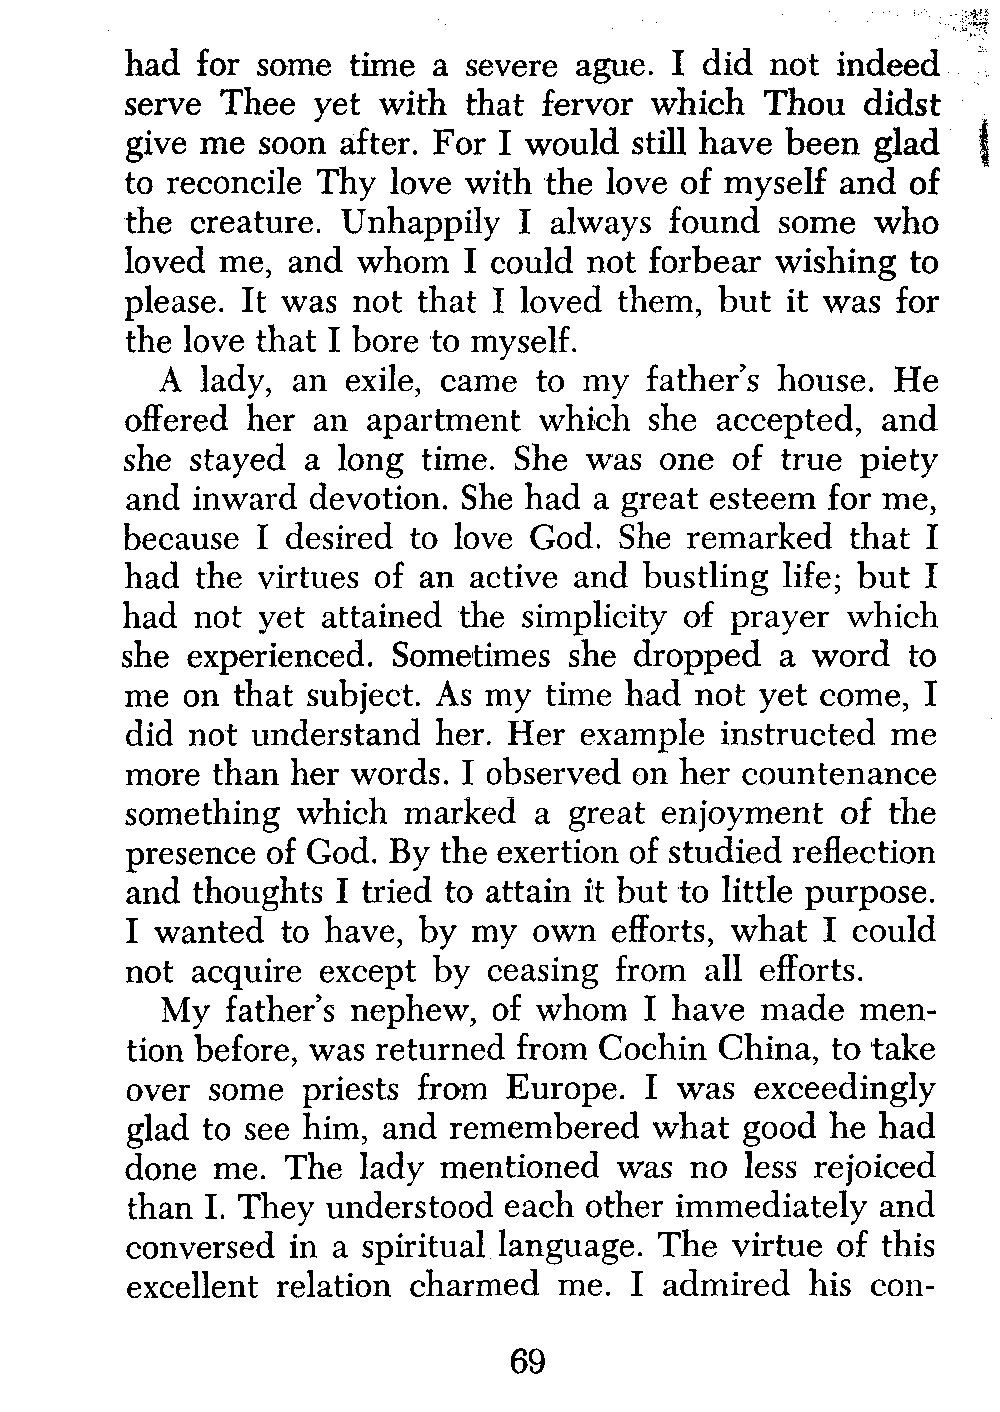 had for some time a severe ague. I did not indeed
serve Thee yet with that fervor which Thou didst
give me soon after. For I would still have been glad
to reconcile Thy love with the love of myself and of
the creature. Unhappily I always found some who
loved me, and whom I could not forbear wishing to
please. It was not that I loved them, but it was for
the love that I bore to myself.
A lady, an exile, came to my father's house. He
offered her an apartment which she accepted, and
she stayed a long time. She was one of true piety
and inward devotion. She had a great esteem for me,
because I desired to love God. She remarked that I
had the virtues of an active and bustling life; but I
had not yet attained the simplicity of prayer which
she experienced. Sometimes she dropped a word to
me on that subject. As my time had not yet come, I
did not understand her. Her example instructed me
more than her words. I observed on her countenance
something which marked a great enjoyment of the
presence of God. By the exertion of studied reflection
and thoughts I tried to attain it but to little purpose.
I wanted to have, by my own efforts, what I could
not acquire except by ceasing from all efforts.
My father's nephew, of whom I have made men-
tion before, was returned from Cochin China, to take
over some priests from Europe. I was exceedingly
glad to see him, and remembered what good he had
done me. The lady mentioned was no less rejoiced
than I. They understood each other immediately and
conversed in a spiritual language. The virtue of this
excellent relation charmed me. I admired his con-
69